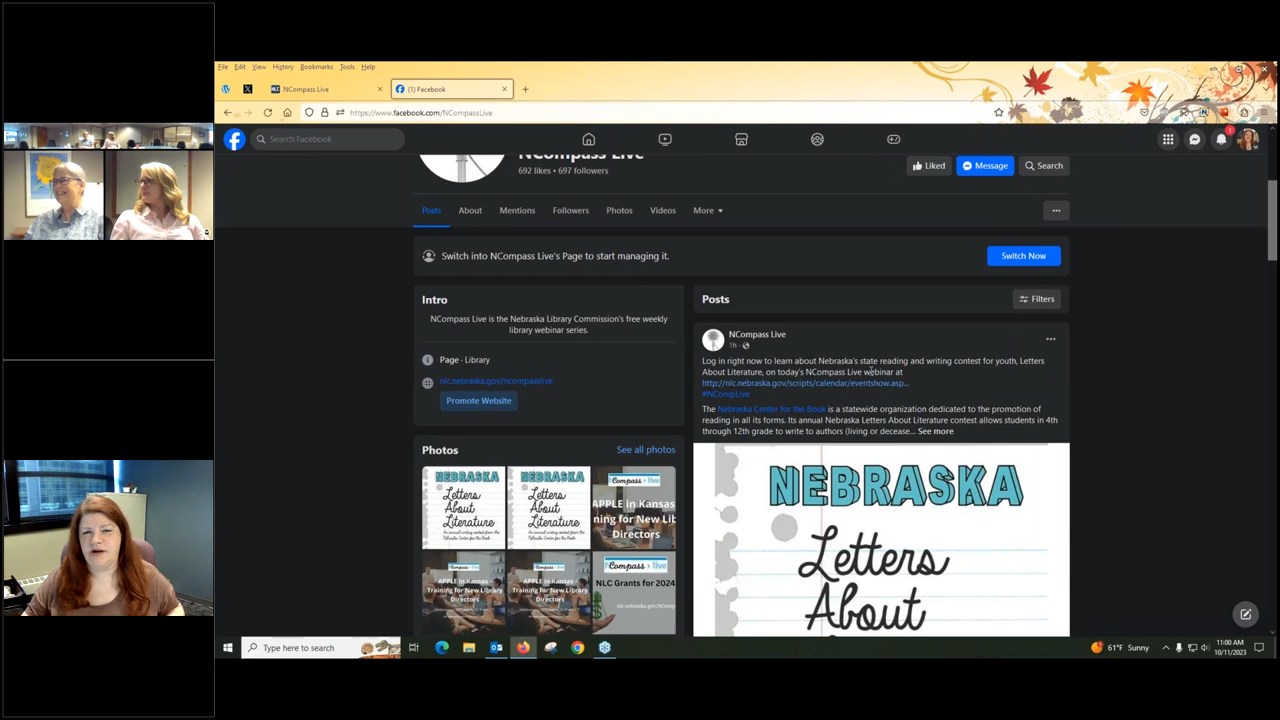 File Edit View History Bookmarks Tools Help
NCompass Live
(1) Facebook
https://www.facebook.com/NCompassLive
Search Facebook
NCompass Live
692 likes • 697 followers
Liked
Message
Search
Posts
About
Mentions
Followers
Photos
Videos
More
Switch into NCompass Live's Page to start managing it.
Switch Now
Intro
NCompass Live is the Nebraska Library Commission's free weekly
library webinar series.
Page · Library
nlc.nebraska.gov/ncompasslive
Promote Website
Photos
See all photos
NEBRASKA
Letters
About
Literature
NEBRASKA
Letters
About
Literature
Compass live
APPLE in Kansas
ning for New Lib
Directors
Compass live
APPLE in Kansas -
Training for New Library
Directors
Compass live
APPLE in Kansas -
Training for New Library
Directors
Compass live
NLC Grants for 2024
Posts
Filters
NCompass Live
1h
Log in right now to learn about Nebraska's state reading and writing contest for youth, Letters
About Literature, on today's NCompass Live webinar at
http://nlc.nebraska.gov/scripts/calendar/eventshow.asp...
#NCompLive
The Nebraska Center for the Book is a statewide organization dedicated to the promotion of
reading in all its forms. Its annual Nebraska Letters About Literature contest allows students in 4th
through 12th grade to write to authors (living or decease... See more
NEBRASKA
Letters
About
Type here to search
61°F Sunny
11:00 AM
10/11/2023